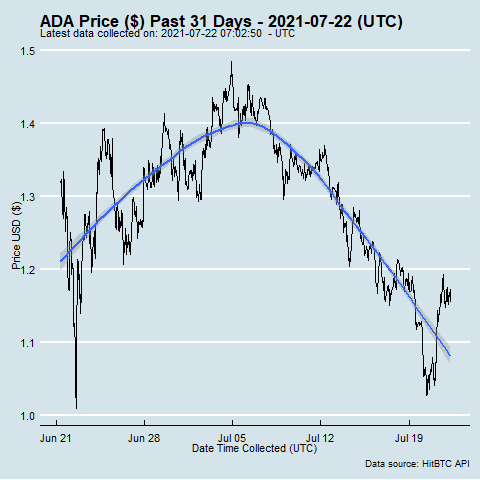 ADA Price ($) Past 31 Days - 2021-07-22 (UTC)
Latest data collected on: 2021-07-22 07:02:50  - UTC
1.5
1.4
1.3
1.2
1.1
1.0
Price USD ($)
Jun 21
Jun 28
Jul 05
Jul 12
Jul 19
Date Time Collected (UTC)
Data source: HitBTC API